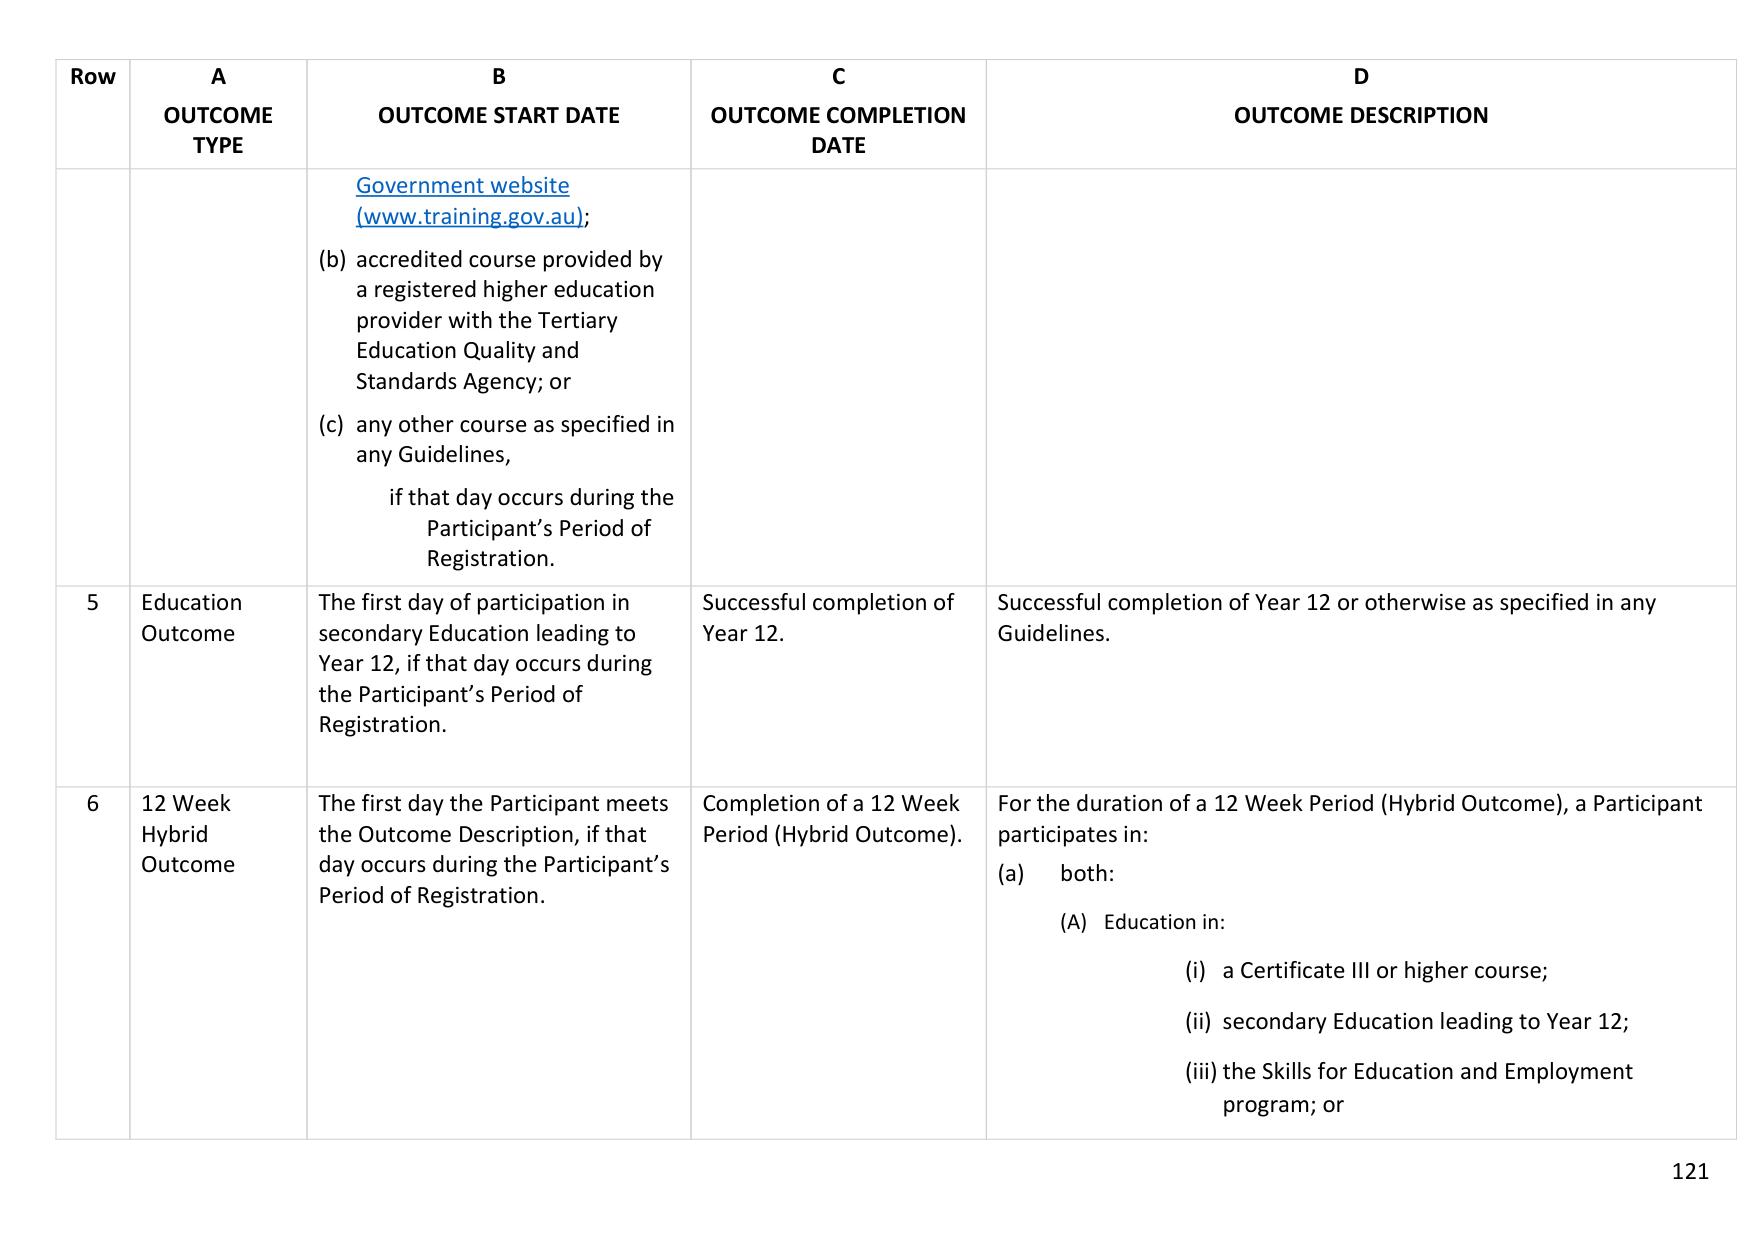 Row
A
OUTCOME
TYPE
B
OUTCOME START DATE
C
OUTCOME COMPLETION
DATE
D
OUTCOME DESCRIPTION
Government website
(www.training.gov.au);
(b) accredited course provided by
a registered higher education
provider with the Tertiary
Education Quality and
Standards Agency; or
(c) any other course as specified in
any Guidelines,
if that day occurs during the
Participant’s Period of
Registration.
5
Education
Outcome
The first day of participation in
secondary Education leading to
Year 12, if that day occurs during
the Participant’s Period of
Registration.
Successful completion of
Year 12.
Successful completion of Year 12 or otherwise as specified in any
Guidelines.
6
12 Week
Hybrid
Outcome
The first day the Participant meets
the Outcome Description, if that
day occurs during the Participant’s
Period of Registration.
Completion of a 12 Week
Period (Hybrid Outcome).
For the duration of a 12 Week Period (Hybrid Outcome), a Participant
participates in:
(a) both:
(A) Education in:
(i) a Certificate III or higher course;
(ii) secondary Education leading to Year 12;
(iii) the Skills for Education and Employment
program; or
121